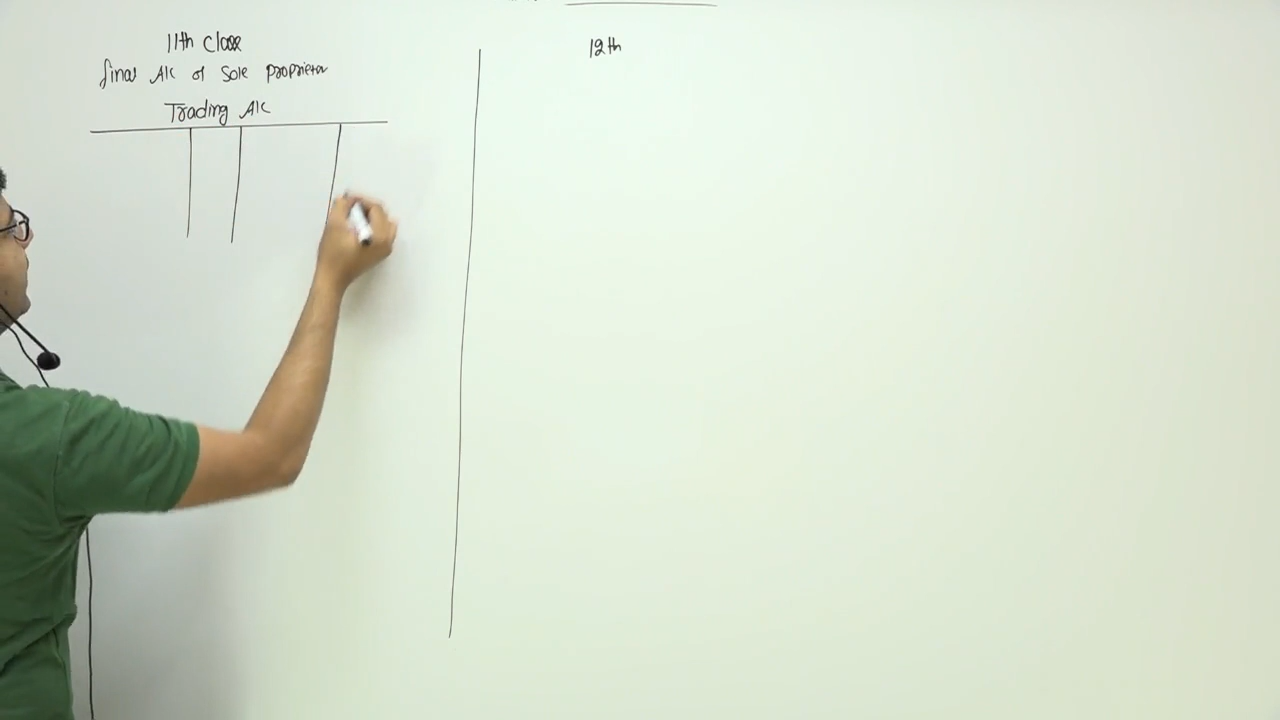 11th Class
final A/c of Sole proprietor
Trading A/c
12th